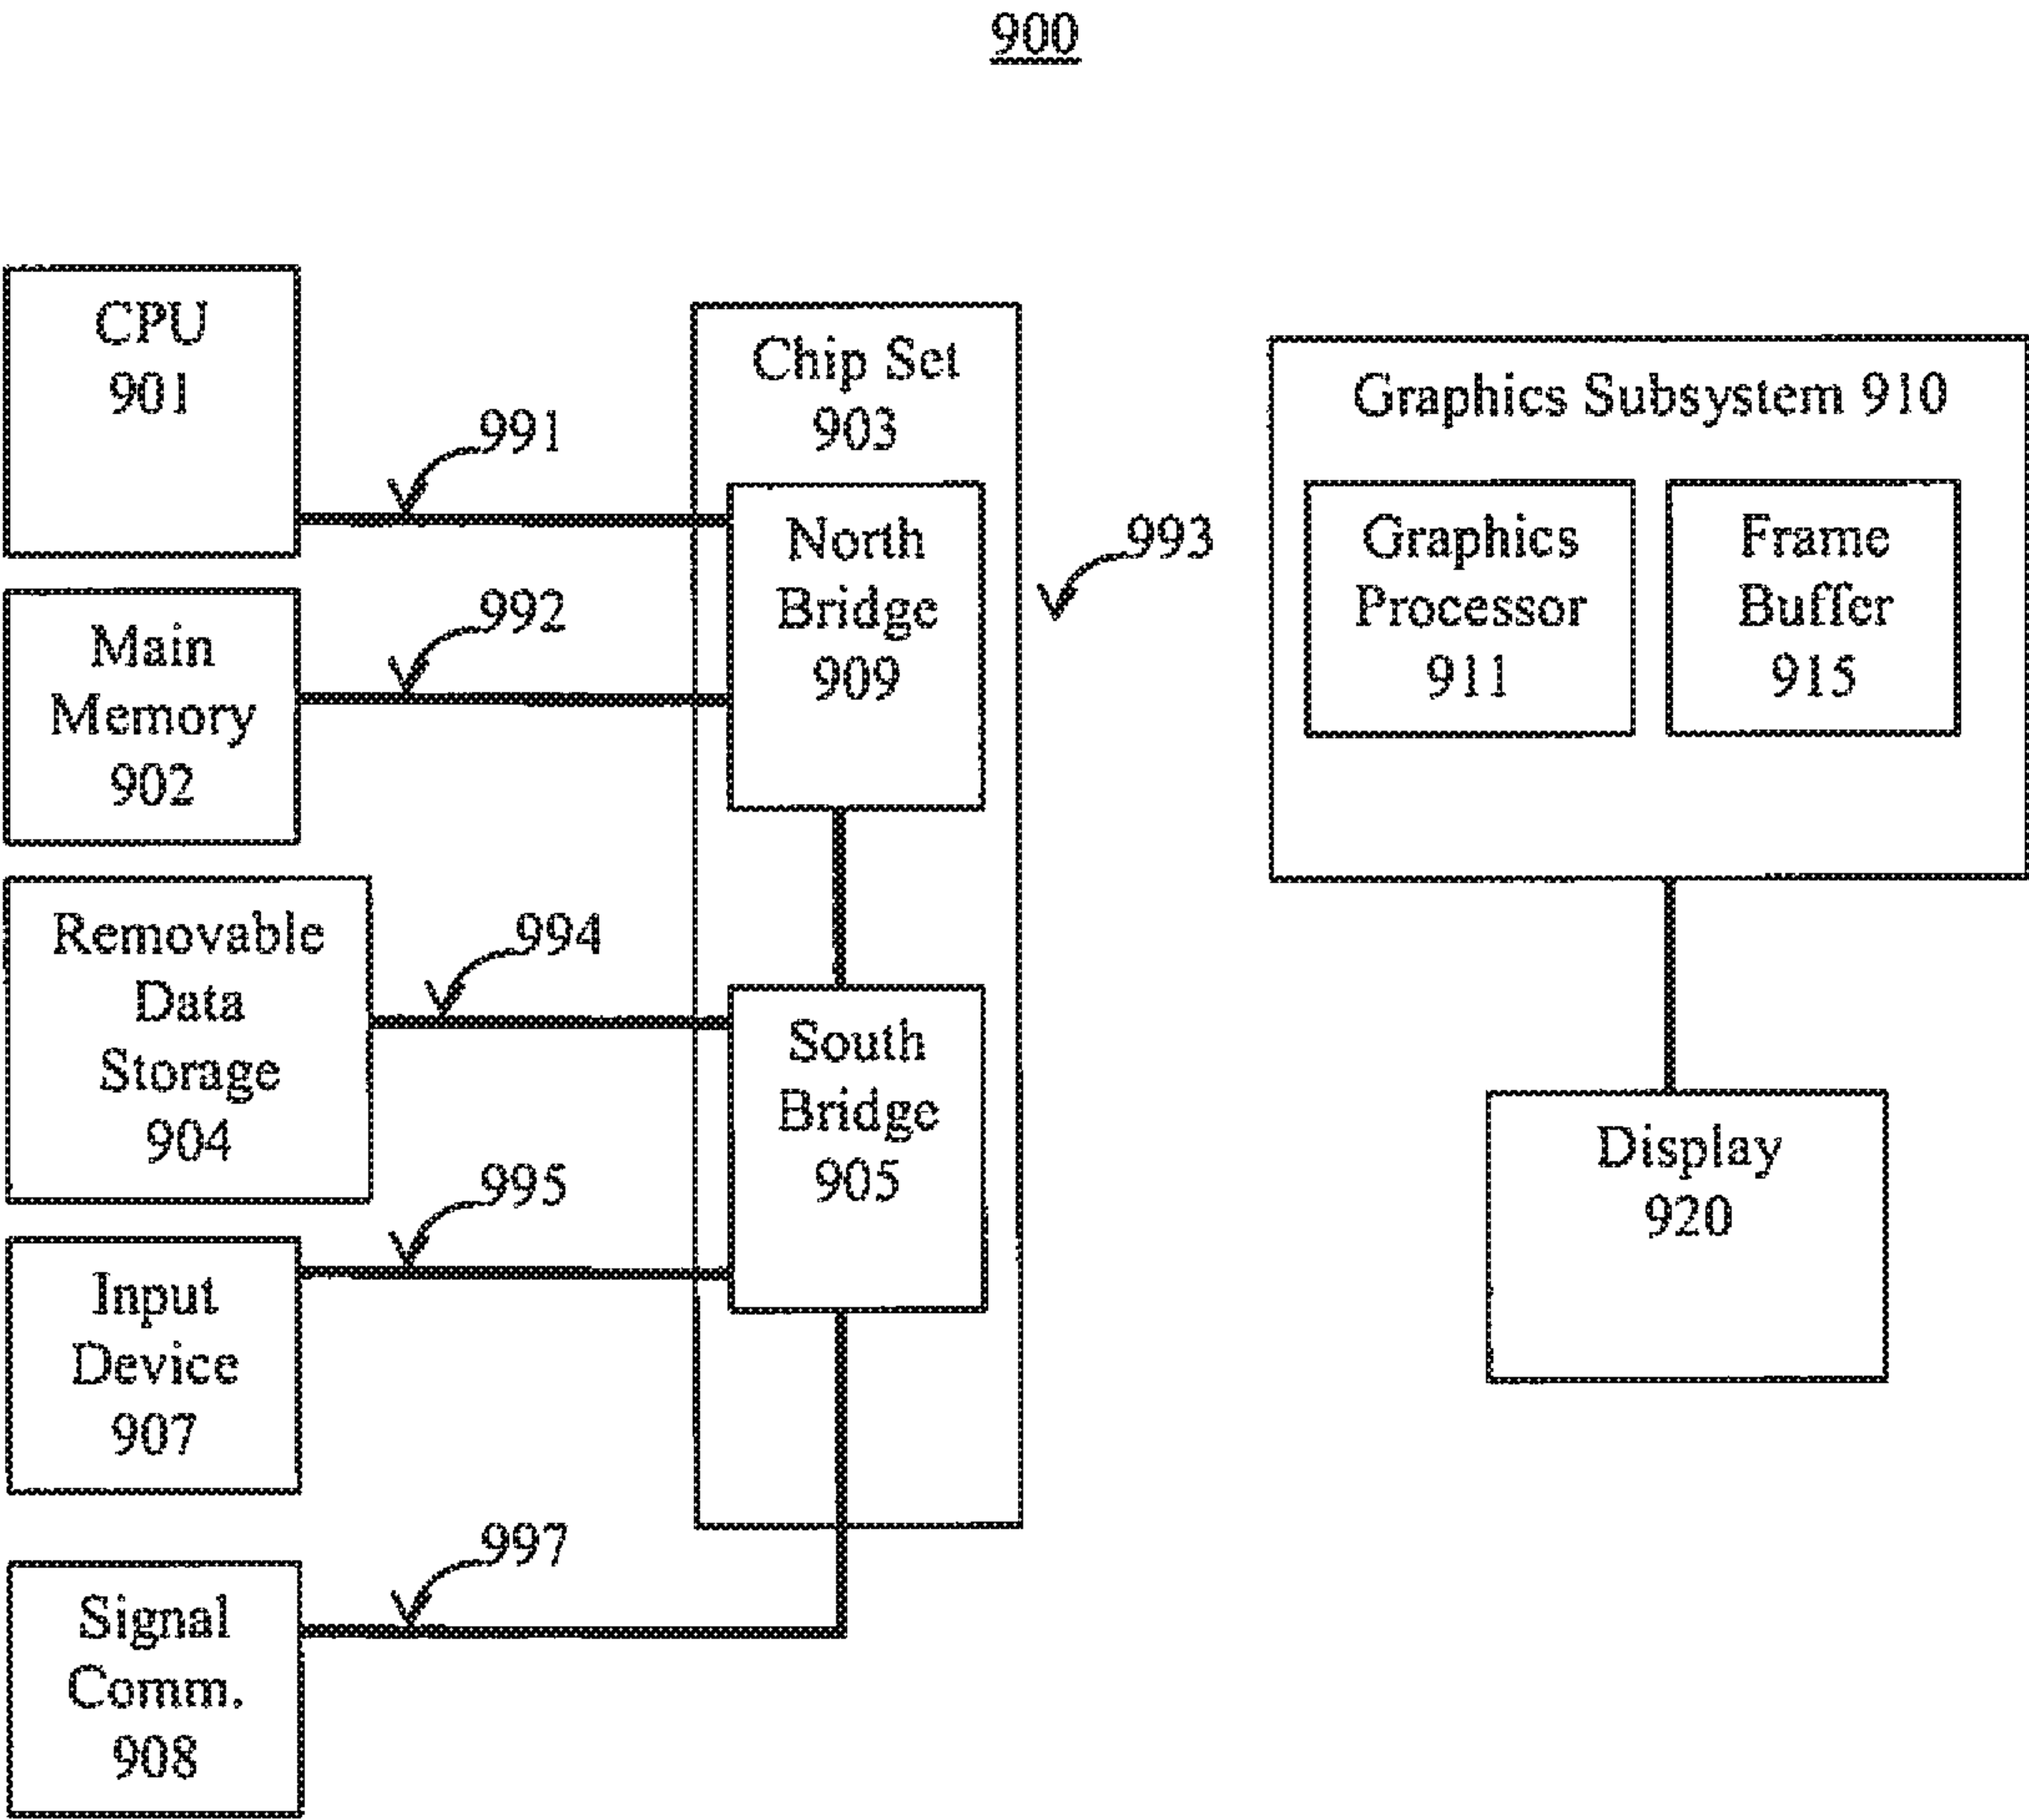 900
CPU
901
991
Chip Set
903
Graphics Subsystem 910
North
Bridge
909
993
Graphics
Processor
911
Frame
Buffer
915
992
Main
Memory
902
Removable
Data
Storage
904
994
South
Bridge
905
Display
920
995
Input
Device
907
997
Signal
Comm.
908